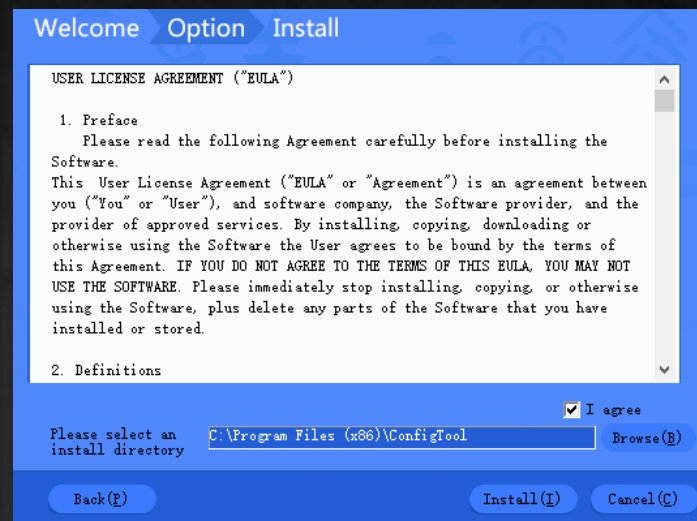 Welcome Option Install
USER LICENSE AGREEMENT ("EULA")
1. Preface
Please read the following Agreement carefully before installing the
Software.
This User License Agreement ("EULA" or "Agreement") is an agreement between
you ("You" or "User"), and software company, the Software provider, and the
provider of approved services. By installing, copying, downloading or
otherwise using the Software the User agrees to be bound by the terms of
this Agreement. IF YOU DO NOT AGREE TO THE TERMS OF THIS EULA, YOU MAY NOT
USE THE SOFTWARE. Please immediately stop installing, copying, or otherwise
using the Software, plus delete any parts of the Software that you have
installed or stored.
2. Definitions
I agree
Please select an
install directory
C:\Program Files (x86)\ConfigTool
Browse(B)
Back(P)
Install(I)
Cancel(C)